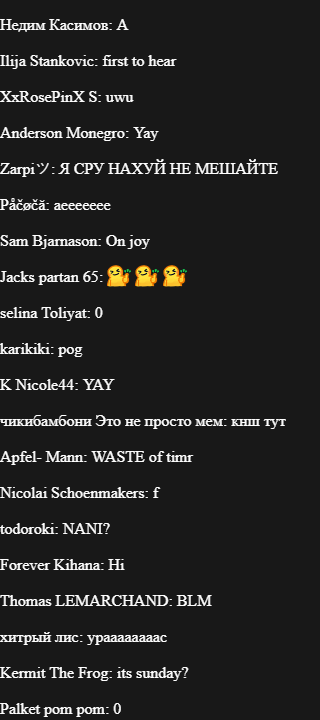 Недим Касимов: А
Ilija Stankovic: first to hear
XxRosePinX S: uwu
Anderson Monegro: Yay
Zarpiツ: Я СРУ НАХУЙ НЕ МЕШАЙТЕ
Påčøčă: aeeeeeee
Sam Bjarnason: On joy
Jacks partan 65:
selina Toliyat: 0
karikiki: pog
K Nicole44: YAY
чикибамбони Это не просто мем: кнш тут
Apfel- Mann: WASTE of timr
Nicolai Schoenmakers: f
todoroki: NANI?
Forever Kihana: Hi
Thomas LEMARCHAND: BLM
хитрый лис: урааааааас
Kermit The Frog: its sunday?
Palket pom pom: 0